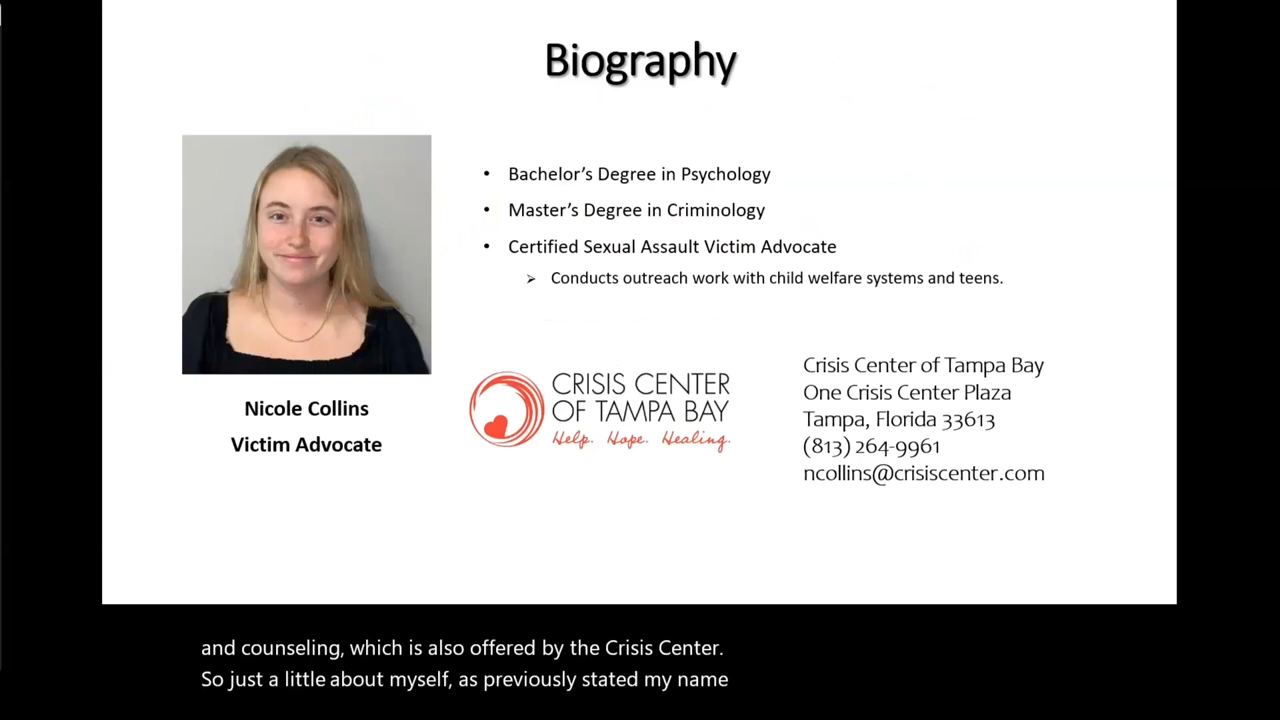 Biography
• Bachelor's Degree in Psychology
• Master's Degree in Criminology
• Certified Sexual Assault Victim Advocate
➢ Conducts outreach work with child welfare systems and teens.
Nicole Collins
Victim Advocate
CRISIS CENTER
OF TAMPA BAY
Help. Hope. Healing.
Crisis Center of Tampa Bay
One Crisis Center Plaza
Tampa, Florida 33613
(813) 264-9961
ncollins@crisiscenter.com
and counseling, which is also offered by the Crisis Center.
So just a little about myself, as previously stated my name